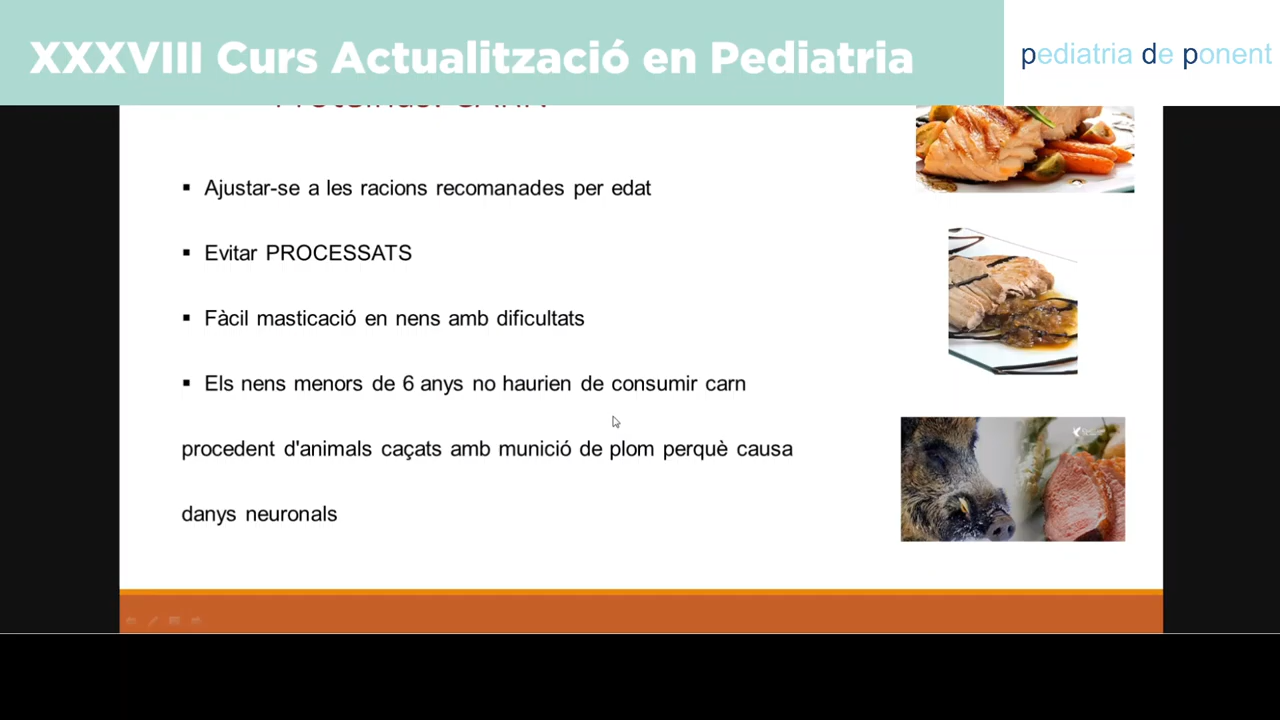 XXXVIII Curs Actualització en Pediatria
pediatria de ponent
▪ Ajustar-se a les racions recomanades per edat
▪ Evitar PROCESSATS
▪ Fàcil masticació en nens amb dificultats
▪ Els nens menors de 6 anys no haurien de consumir carn
procedent d'animals caçats amb munició de plom perquè causa
danys neuronals